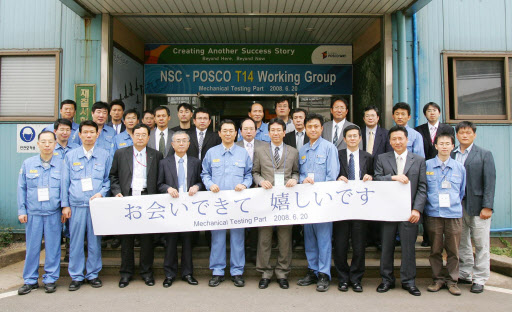 Creating Another Success Story
Beyond Here, Beyond Now
NSC - POSCO T14 Working Group
Mechanical Testing Part 2008. 6. 20
お会いできて 嬉しいです
Mechanical Testing Part. 2008. 6. 20